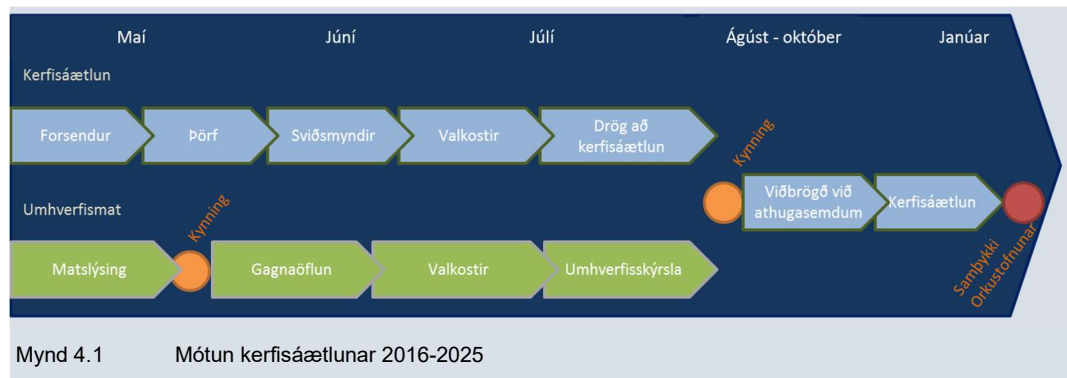 Maí Júní Júlí Ágúst - október Janúar
Kerfisáætlun
Forsendur Þörf Sviðsmyndir Valkostir Drög að
kerfisáætlun
Kynning
Viðbrögð við
athugasemdum
Kerfisáætlun
Samþykki
Orkustofnunar
Umhverfismat
Kynning
Matslýsing Gagnaöflun Valkostir Umhverfisskýrsla
Mynd 4.1 Mótun kerfisáætlunar 2016-2025